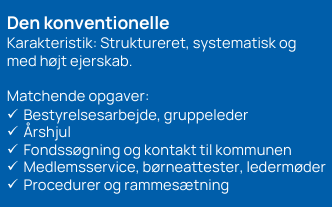 Den konventionelle
Karakteristik: Struktureret, systematisk og
med højt ejerskab.
Matchende opgaver:
✓ Bestyrelsesarbejde, gruppeleder
✓ Årshjul
✓ Fondssøgning og kontakt til kommunen
✓ Medlemsservice, børneattester, ledermøder
✓ Procedurer og rammesætning